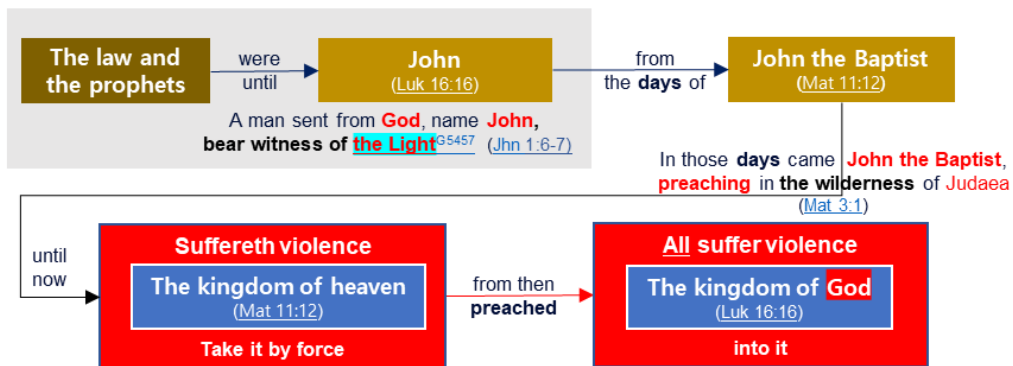 The law and
the prophets
were
until
John
(Luk 16:16)
from
the days of
John the Baptist
(Mat 11:12)
A man sent from God, name John,
bear witness of the LightG5457 (Jhn 1:6-7)
In those days came John the Baptist,
preaching in the wilderness of Judaea
(Mat 3:1)
until
now
Suffereth violence
The kingdom of heaven
(Mat 11:12)
Take it by force
from then
preached
All suffer violence
The kingdom of God
(Luk 16:16)
into it